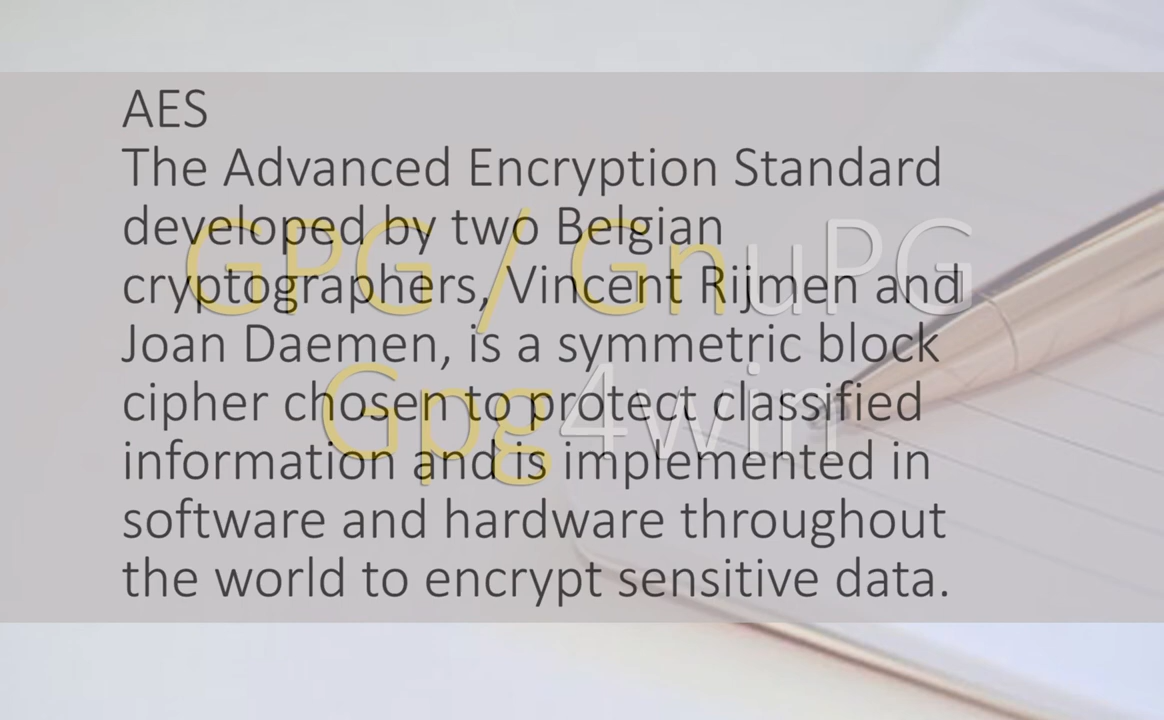 AES
The Advanced Encryption Standard
developed by two Belgian
cryptographers, Vincent Rijmen and
Joan Daemen, is a symmetric block
cipher chosen to protect classified
information and is implemented in
software and hardware throughout
the world to encrypt sensitive data.
GPG / GnuPG
Gpg4win